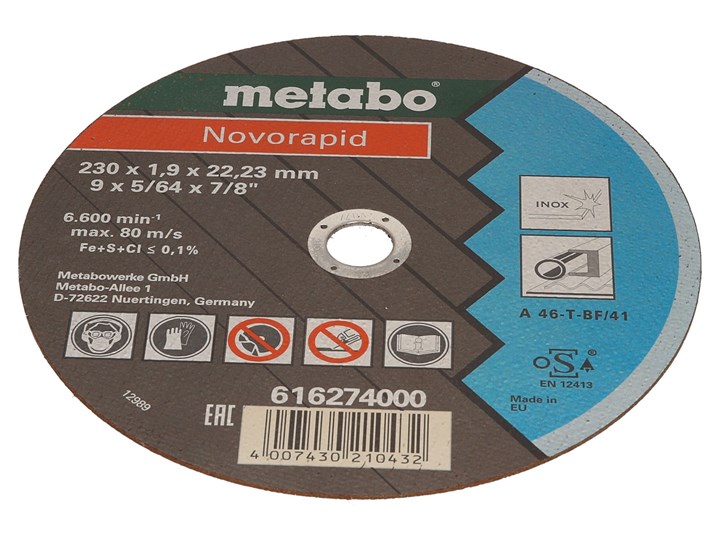 metabo®
Novorapid
230 x 1,9 x 22,23 mm
9 x 5/64 x 7/8"
6.600 min⁻¹
max. 80 m/s
Fe+S+Cl ≤ 0,1%
Metabowerke GmbH
Metabo-Allee 1
D-72622 Nuertingen, Germany
INOX
A 46-T-BF/41
oSA®
EN 12413
Made in
EU
12989
EAC
616274000
4 007430 210432